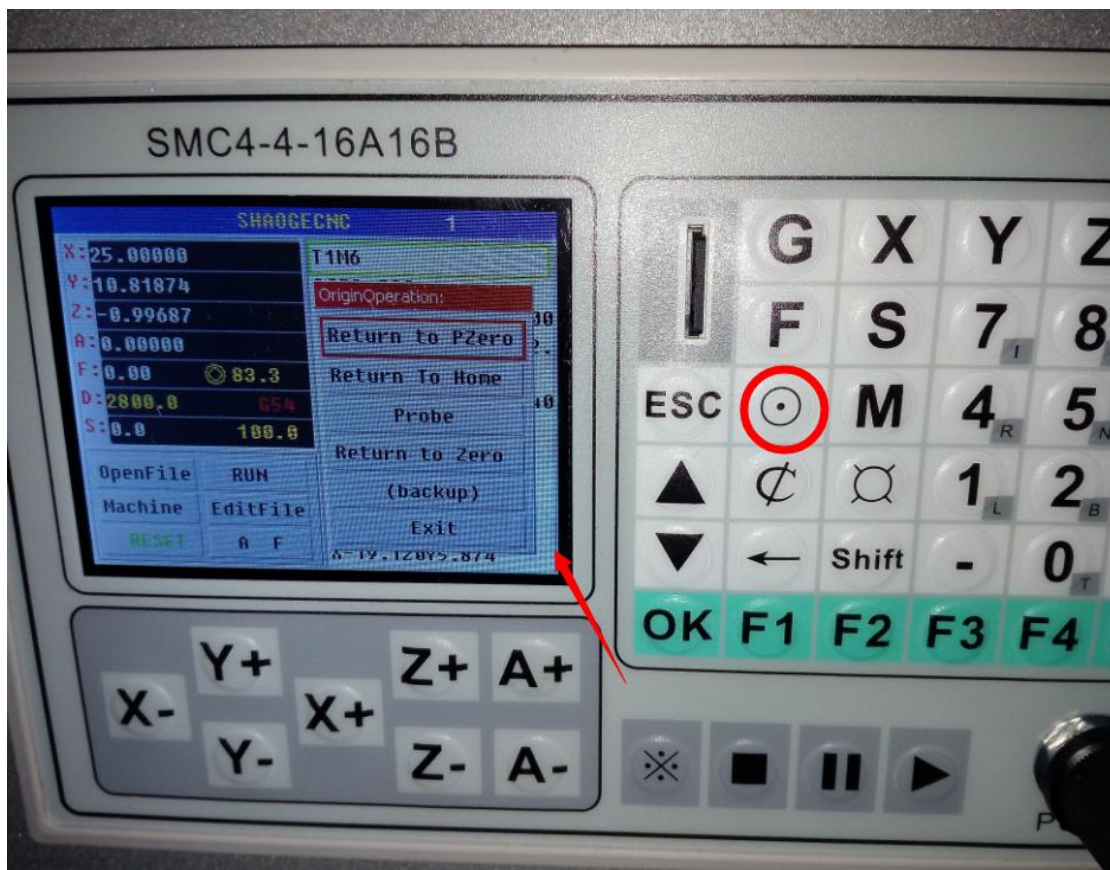 SMC4-4-16A16B
SHAOGECNC 1
X:25.00000
Y:10.81874
Z:-0.99687
A:0.00000
F:0.00 83.3
D:2800.0 G54
S:0.0 100.0
OpenFile RUN
Machine EditFile
RESET A F
T1M6
OriginOperation:
Return to PZero
Return To Home
Probe
Return to Zero
(backup)
Exit
X-19.120Y5.874
G X Y Z
F S 7 I 8
ESC ⊙ M 4 R 5 N
▲ ₵ ¤ 1 L 2 B
▼ ← Shift - 0 T
OK F1 F2 F3 F4
Y+ Z+ A+
X- X+
Y- Z- A-
※ ■ ▶